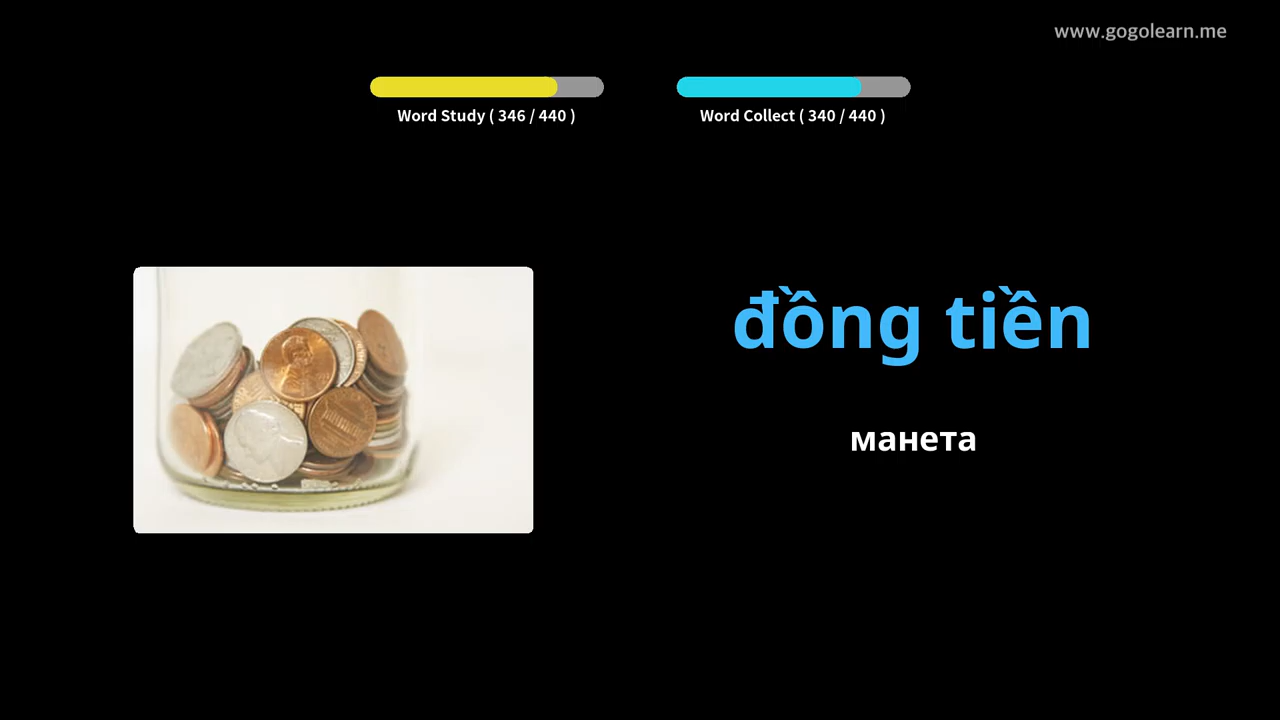 www.gogolearn.me
Word Study ( 346 / 440 )
Word Collect ( 340 / 440 )
đồng tiền
манета